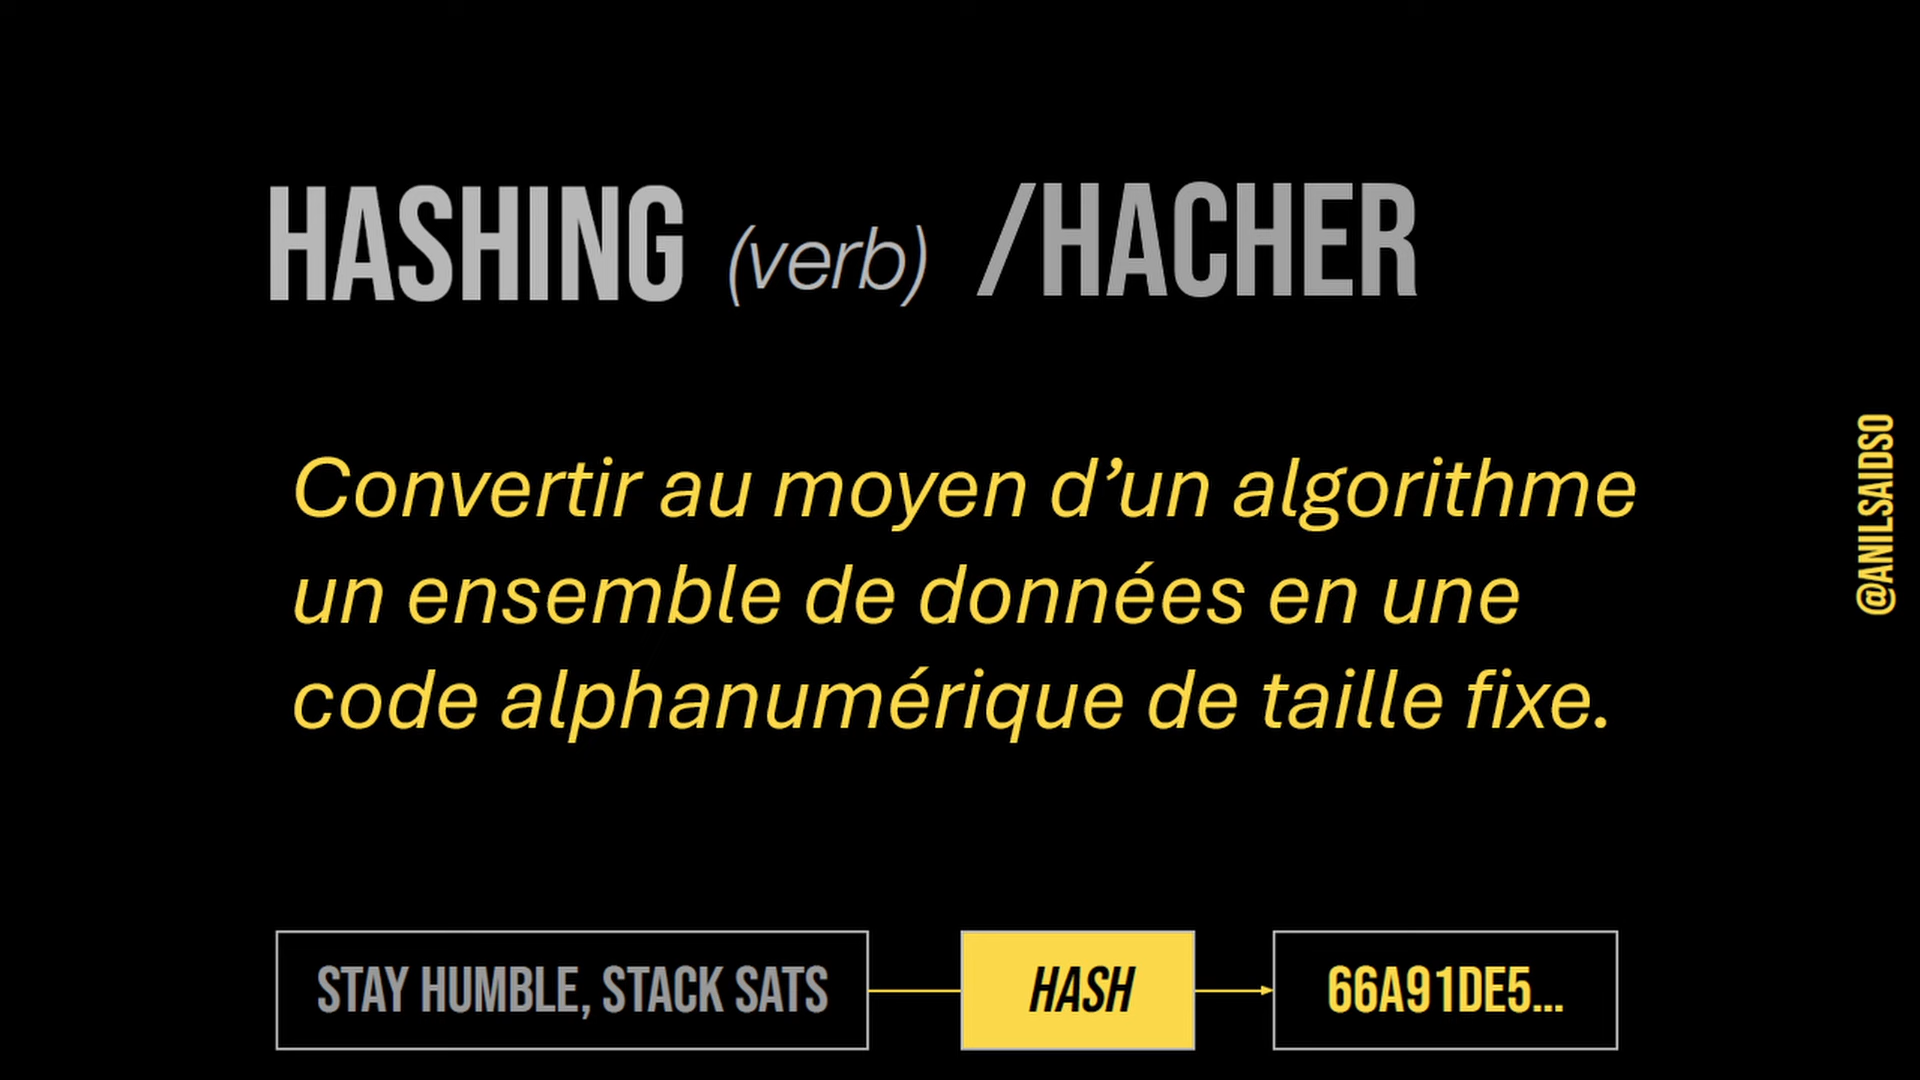 HASHING (verb) /HACHER
Convertir au moyen d’un algorithme
un ensemble de données en une
code alphanumérique de taille fixe.
STAY HUMBLE, STACK SATS
HASH
66A91DE5...
@ANILSAIDSO